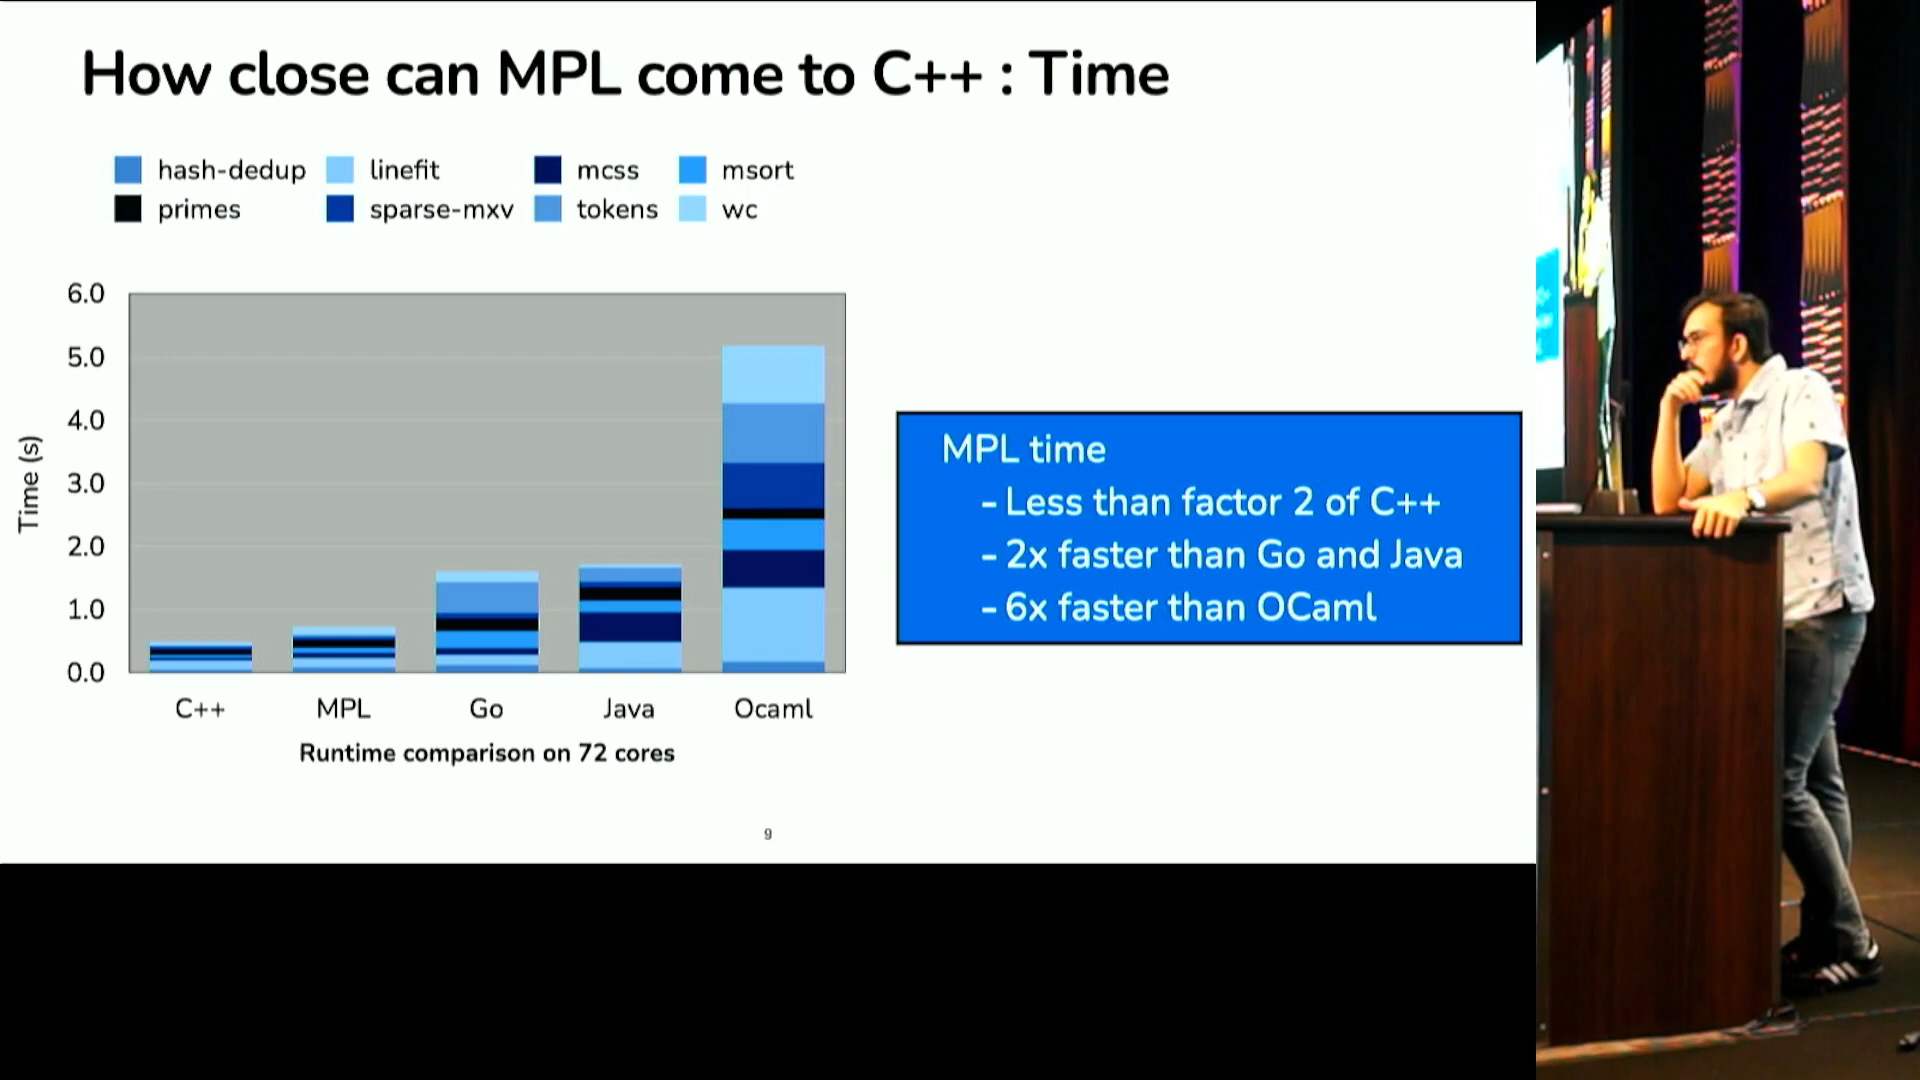 How close can MPL come to C++ : Time
hash-dedup linefit mcss msort
primes sparse-mxv tokens wc
6.0
5.0
4.0
3.0
2.0
1.0
0.0
Time (s)
C++ MPL Go Java Ocaml
Runtime comparison on 72 cores
MPL time
- Less than factor 2 of C++
- 2x faster than Go and Java
- 6x faster than OCaml
9